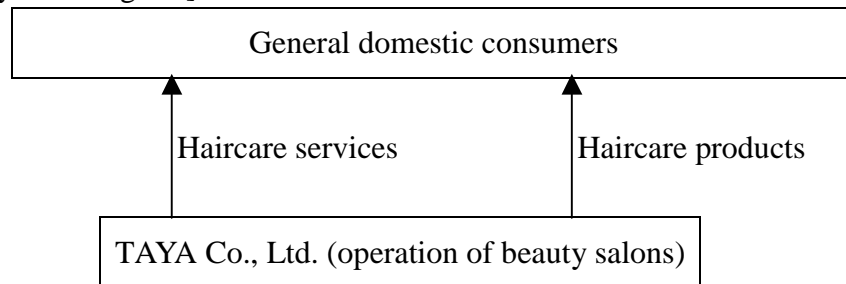 General domestic consumers
Haircare services
Haircare products
TAYA Co., Ltd. (operation of beauty salons)